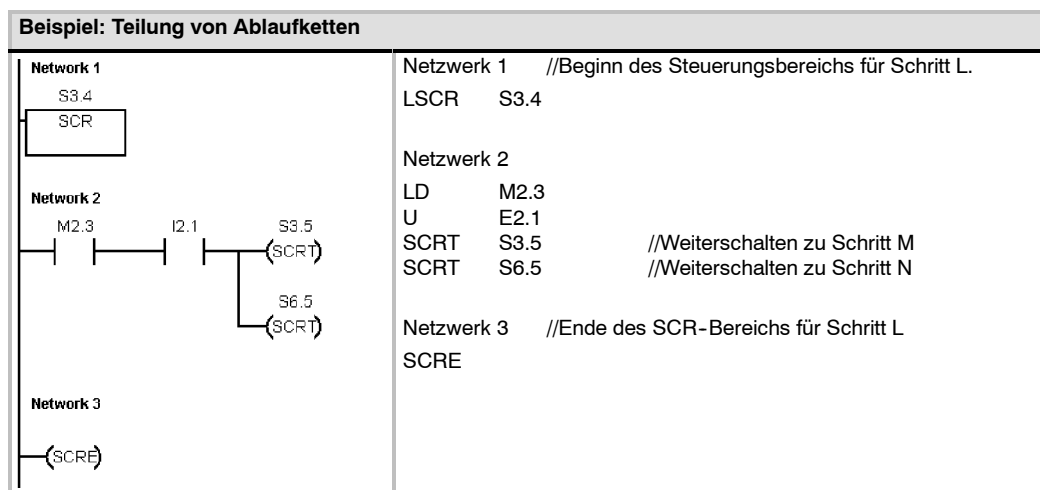 Beispiel: Teilung von Ablaufketten
Network 1
S3.4
SCR
Network 2
M2.3 I2.1 S3.5
SCRT
S6.5
SCRT
Network 3
SCRE
Netzwerk 1 //Beginn des Steuerungsbereichs für Schritt L.
LSCR S3.4
Netzwerk 2
LD M2.3
U E2.1
SCRT S3.5 //Weiterschalten zu Schritt M
SCRT S6.5 //Weiterschalten zu Schritt N
Netzwerk 3 //Ende des SCR-Bereichs für Schritt L
SCRE